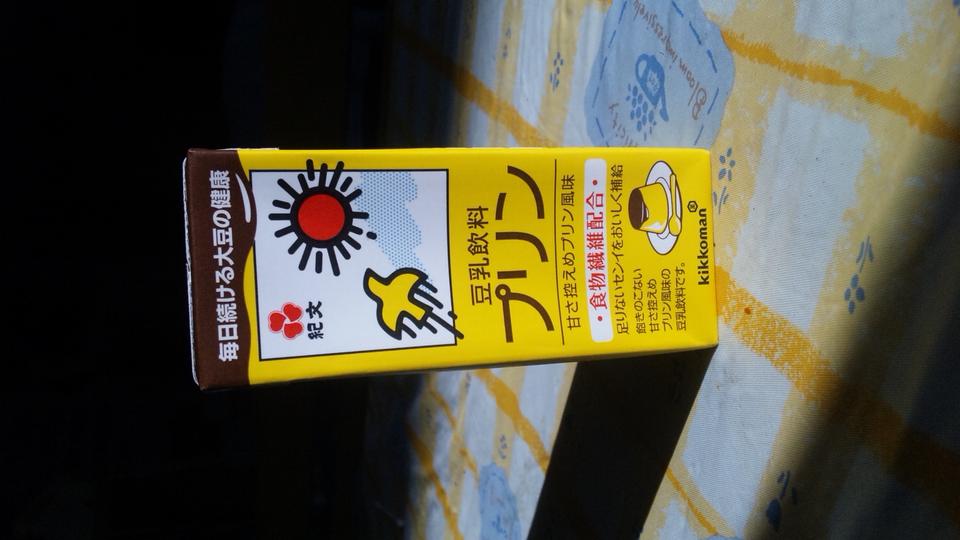 毎日続ける大豆の健康
紀文
豆乳飲料
プリン
甘さ控えめプリン風味
・食物繊維配合・
足りないセンイをおいしく補給
飽きのこない
甘さ控えめ
プリン風味の
豆乳飲料です。
kikkoman®
Bloom impressively